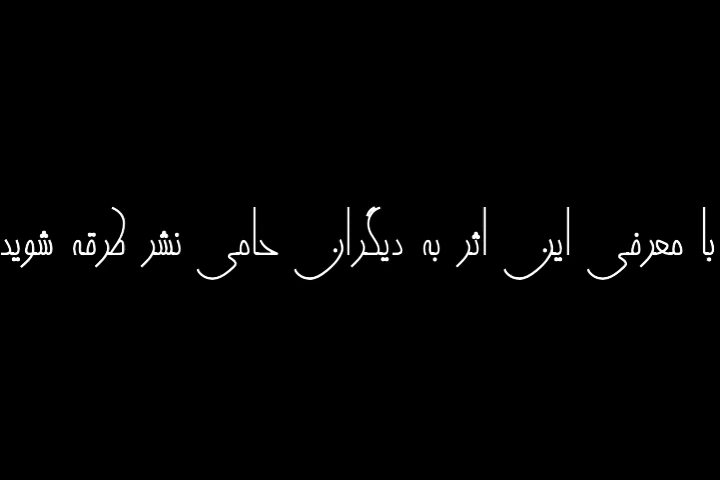 با معرفی این اثر به دیگران حامی نشر طرقه شوید